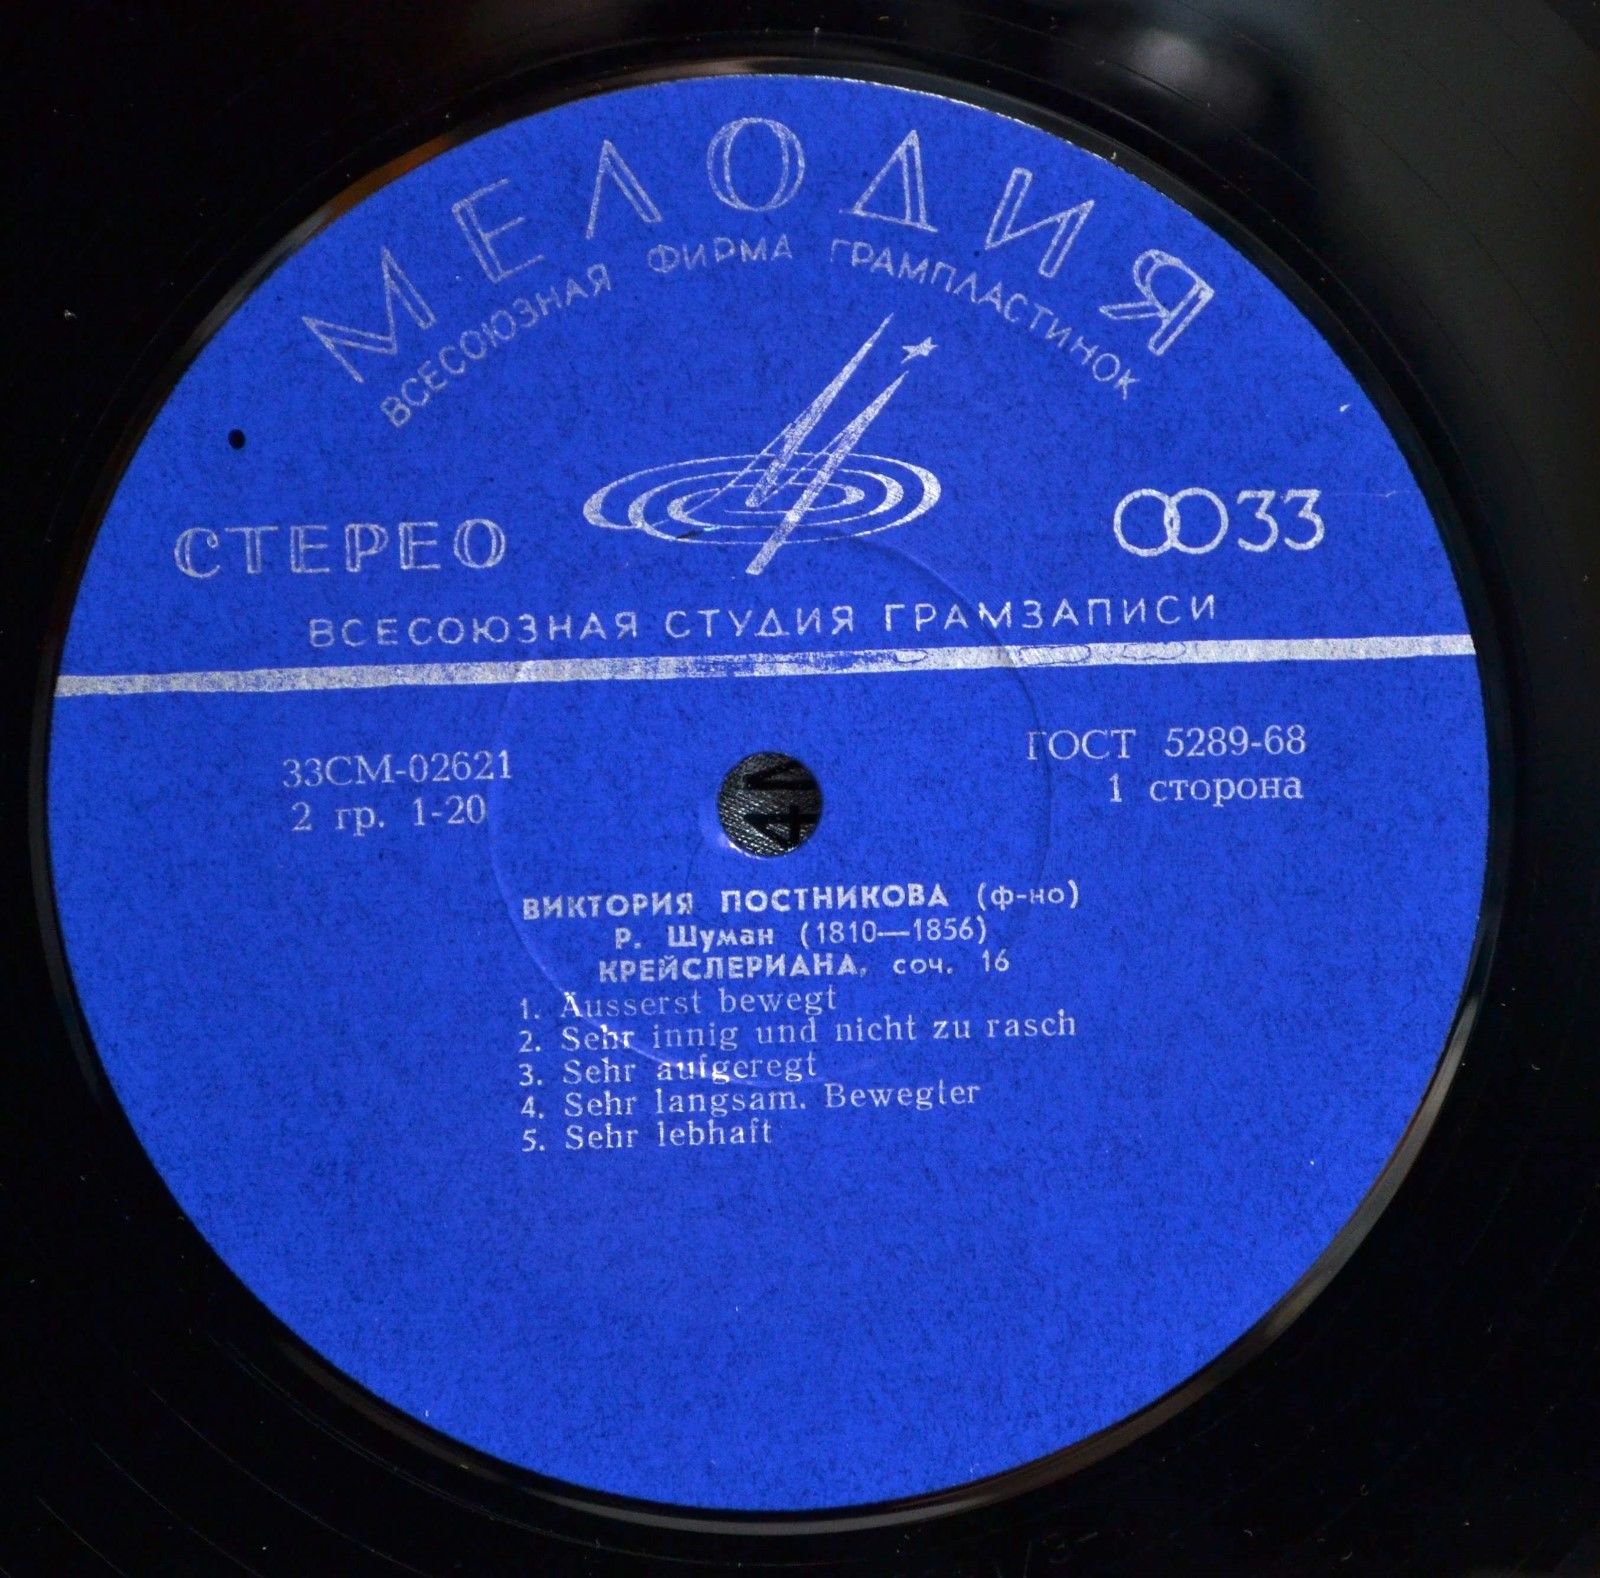 МЕЛОДИЯ
ВСЕСОЮЗНАЯ ФИРМА ГРАМПЛАСТИНОК
СТЕРЕО
33
ВСЕСОЮЗНАЯ СТУДИЯ ГРАМЗАПИСИ
33СМ-02621
ГОСТ 5289-68
2 гр. 1-20
1 сторона
ВИКТОРИЯ ПОСТНИКОВА (ф-но)
Р. Шуман (1810—1856)
КРЕЙСЛЕРИАНА, соч. 16
1. Äusserst bewegt
2. Sehr innig und nicht zu rasch
3. Sehr aufgeregt
4. Sehr langsam. Bewegter
5. Sehr lebhaft